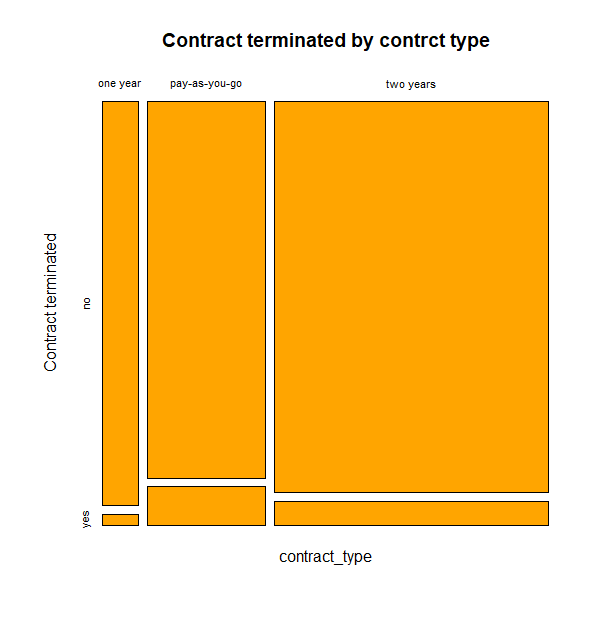 Contract terminated by contrct type
one year pay-as-you-go two years
Contract terminated
no
yes
contract_type